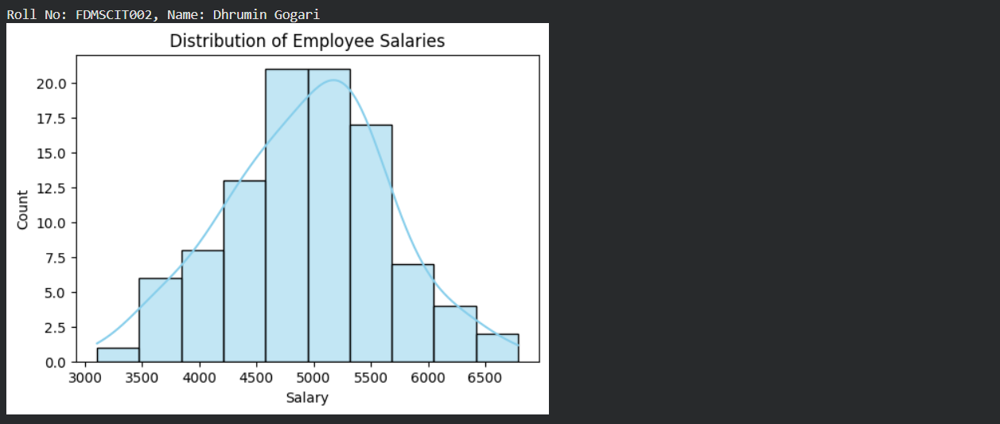 Roll No: FDMSCIT002, Name: Dhrumin Gogari
Distribution of Employee Salaries
20.0
17.5
15.0
12.5
10.0
7.5
5.0
2.5
0.0
Count
3000 3500 4000 4500 5000 5500 6000 6500
Salary